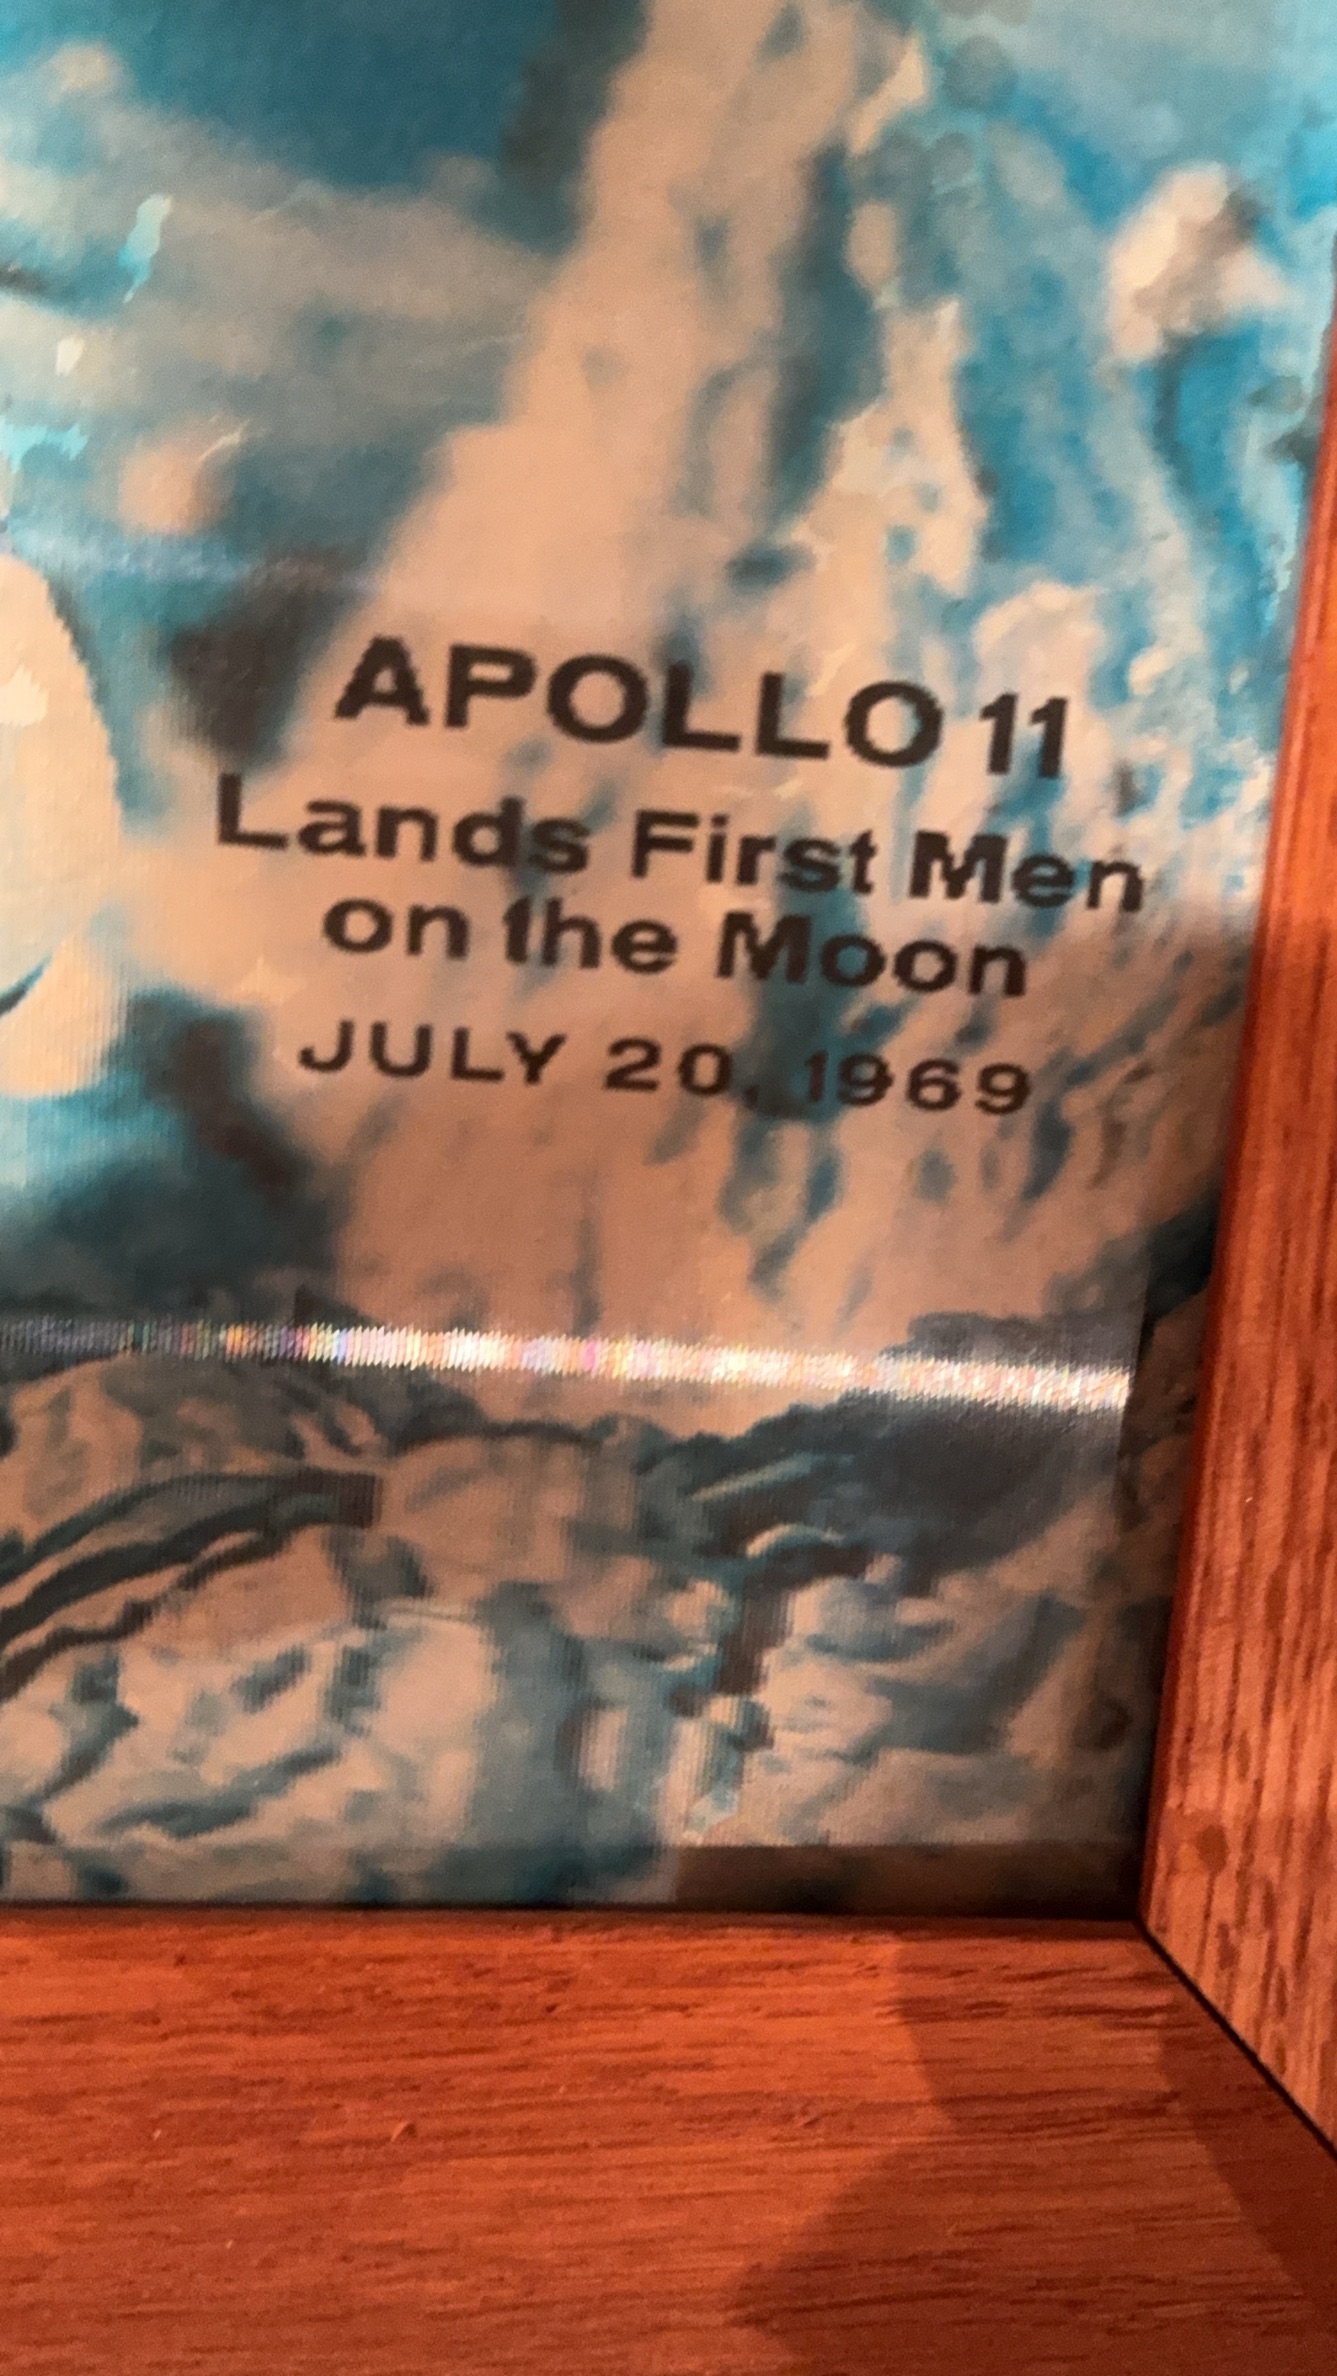 APOLLO 11
Lands First Men
on the Moon
JULY 20, 1969